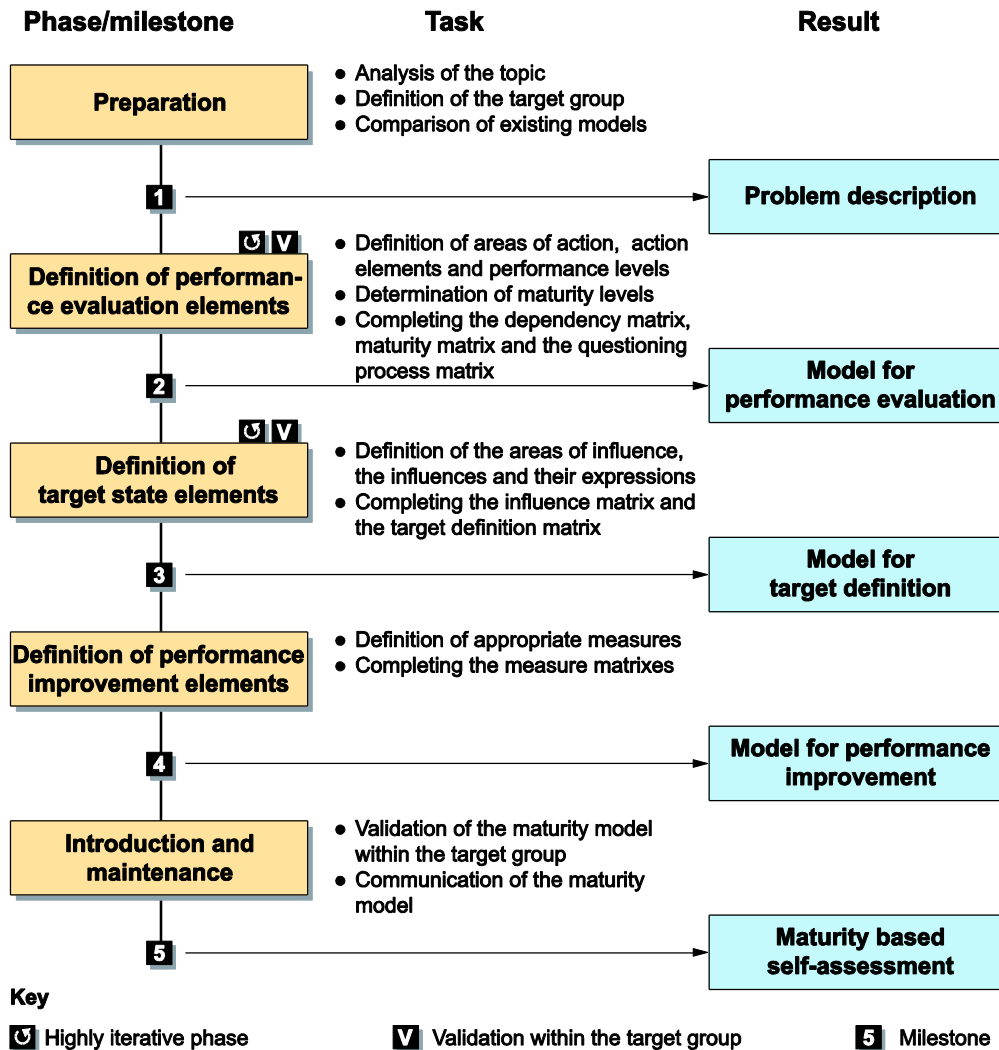 Phase/milestone
Task
Result
Preparation
● Analysis of the topic
● Definition of the target group
● Comparison of existing models
1
Problem description
V
Definition of performan-
ce evaluation elements
● Definition of areas of action, action
elements and performance levels
● Determination of maturity levels
● Completing the dependency matrix,
maturity matrix and the questioning
process matrix
2
Model for
performance evaluation
V
Definition of
target state elements
● Definition of the areas of influence,
the influences and their expressions
● Completing the influence matrix and
the target definition matrix
3
Model for
target definition
Definition of performance
improvement elements
● Definition of appropriate measures
● Completing the measure matrixes
4
Model for performance
improvement
Introduction and
maintenance
● Validation of the maturity model
within the target group
● Communication of the maturity
model
5
Maturity based
self-assessment
Key
Highly iterative phase
V Validation within the target group
5 Milestone